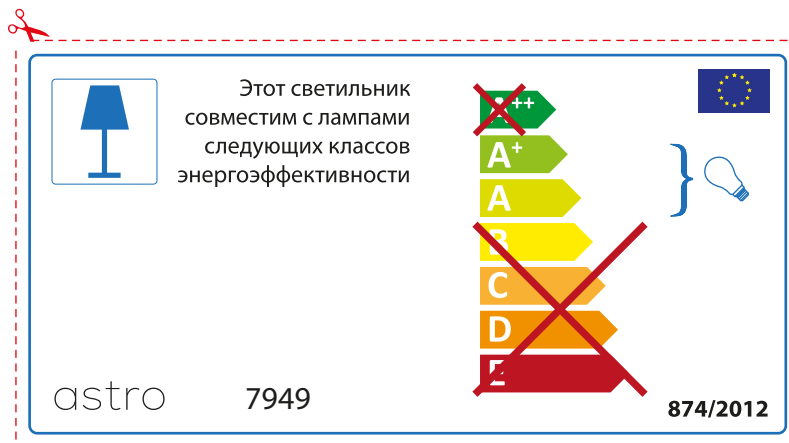 Этот светильник
совместим с лампами
следующих классов
энергоэффективности
A++
A+
A
B
C
D
E
astro
7949
874/2012